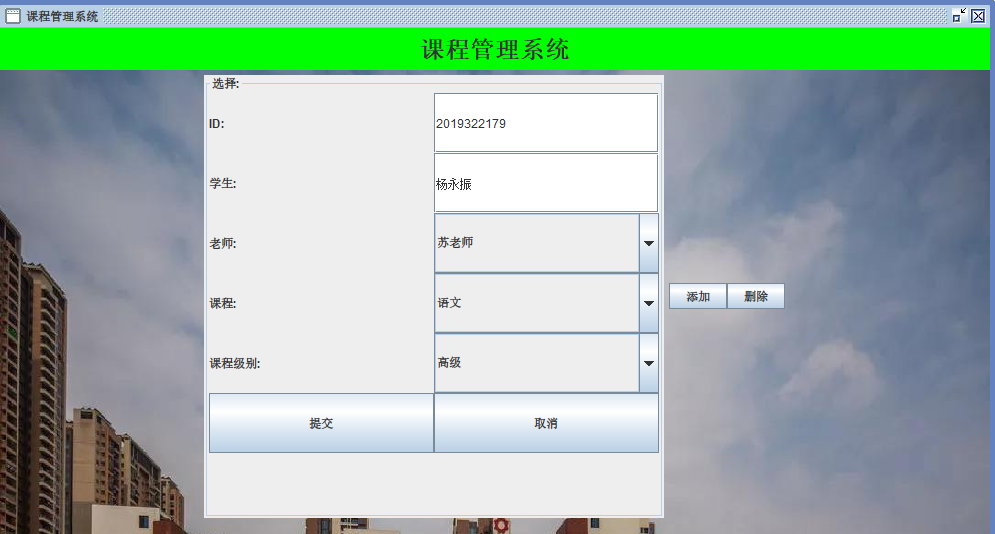 课程管理系统
课程管理系统
选择:
ID: 2019322179
学生: 杨永振
老师: 苏老师
课程: 语文
添加 删除
课程级别: 高级
提交 取消